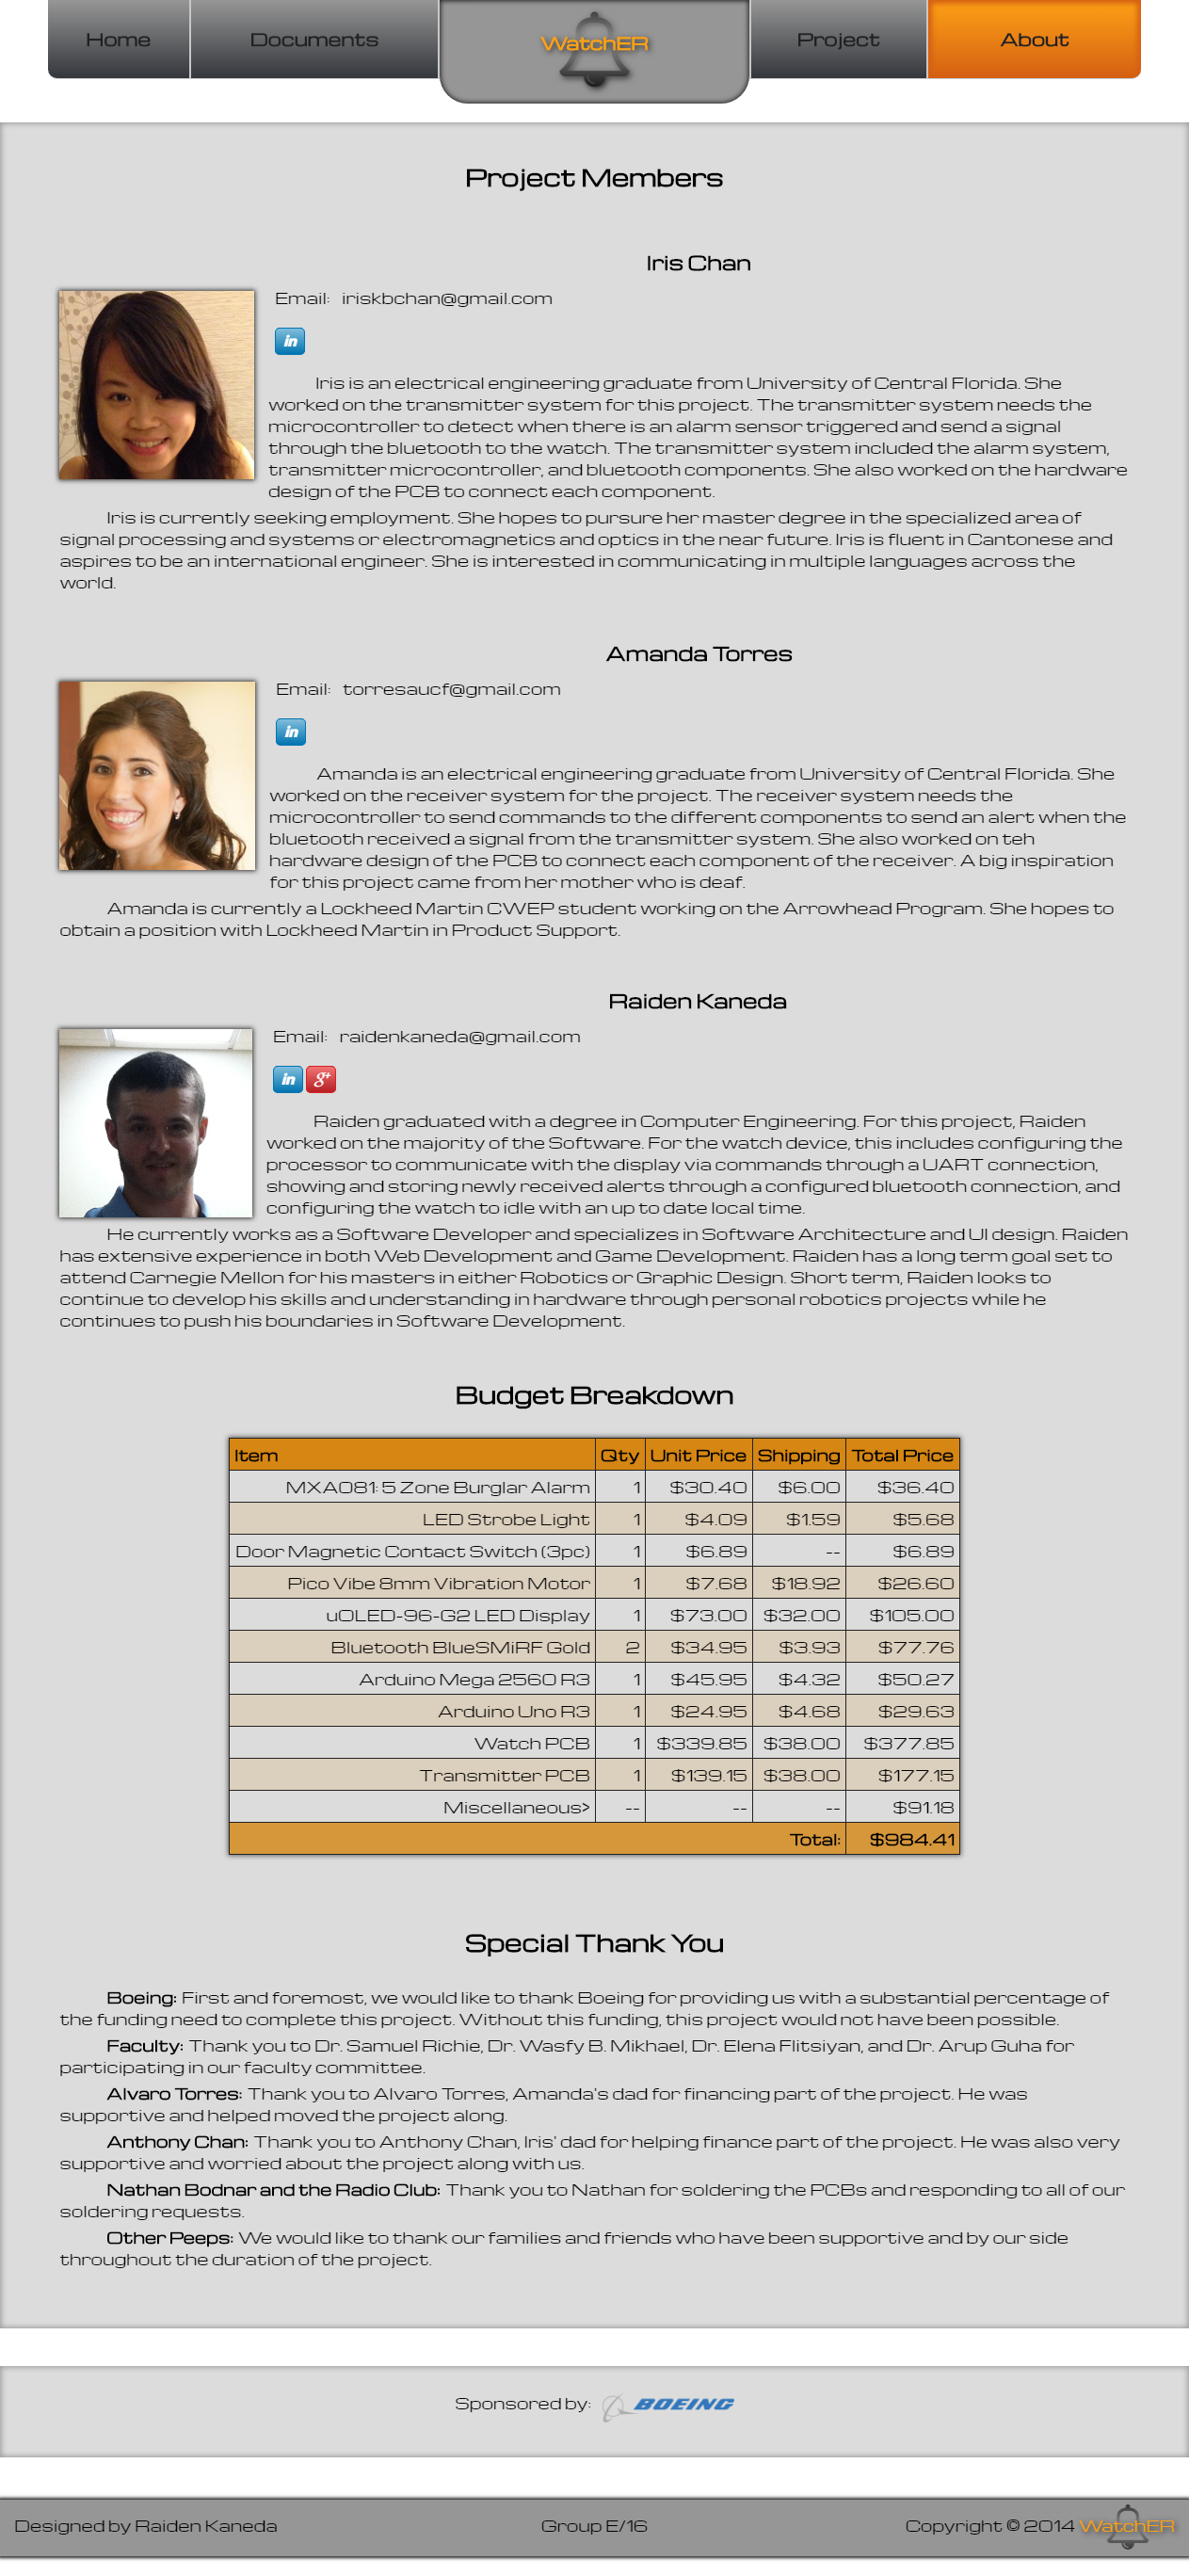 Home
Documents
WatchER
Project
About
Project Members
Iris Chan
Email: iriskbchan@gmail.com
in
Iris is an electrical engineering graduate from University of Central Florida. She
worked on the transmitter system for this project. The transmitter system needs the
microcontroller to detect when there is an alarm sensor triggered and send a signal
through the bluetooth to the watch. The transmitter system included the alarm system,
transmitter microcontroller, and bluetooth components. She also worked on the hardware
design of the PCB to connect each component.
Iris is currently seeking employment. She hopes to pursure her master degree in the specialized area of
signal processing and systems or electromagnetics and optics in the near future. Iris is fluent in Cantonese and
aspires to be an international engineer. She is interested in communicating in multiple languages across the
world.
Amanda Torres
Email: torresaucf@gmail.com
in
Amanda is an electrical engineering graduate from University of Central Florida. She
worked on the receiver system for the project. The receiver system needs the
microcontroller to send commands to the different components to send an alert when the
bluetooth received a signal from the transmitter system. She also worked on teh
hardware design of the PCB to connect each component of the receiver. A big inspiration
for this project came from her mother who is deaf.
Amanda is currently a Lockheed Martin CWEP student working on the Arrowhead Program. She hopes to
obtain a position with Lockheed Martin in Product Support.
Raiden Kaneda
Email: raidenkaneda@gmail.com
in g+
Raiden graduated with a degree in Computer Engineering. For this project, Raiden
worked on the majority of the Software. For the watch device, this includes configuring the
processor to communicate with the display via commands through a UART connection,
showing and storing newly received alerts through a configured bluetooth connection, and
configuring the watch to idle with an up to date local time.
He currently works as a Software Developer and specializes in Software Architecture and UI design. Raiden
has extensive experience in both Web Development and Game Development. Raiden has a long term goal set to
attend Carnegie Mellon for his masters in either Robotics or Graphic Design. Short term, Raiden looks to
continue to develop his skills and understanding in hardware through personal robotics projects while he
continues to push his boundaries in Software Development.
Budget Breakdown
Item Qty Unit Price Shipping Total Price
MXA081: 5 Zone Burglar Alarm 1 $30.40 $6.00 $36.40
LED Strobe Light 1 $4.09 $1.59 $5.68
Door Magnetic Contact Switch (3pc) 1 $6.89 -- $6.89
Pico Vibe 8mm Vibration Motor 1 $7.68 $18.92 $26.60
uOLED-96-G2 LED Display 1 $73.00 $32.00 $105.00
Bluetooth BlueSMiRF Gold 2 $34.95 $3.93 $77.76
Arduino Mega 2560 R3 1 $45.95 $4.32 $50.27
Arduino Uno R3 1 $24.95 $4.68 $29.63
Watch PCB 1 $339.85 $38.00 $377.85
Transmitter PCB 1 $139.15 $38.00 $177.15
Miscellaneous> -- -- -- $91.18
Total: $984.41
Special Thank You
Boeing: First and foremost, we would like to thank Boeing for providing us with a substantial percentage of
the funding need to complete this project. Without this funding, this project would not have been possible.
Faculty: Thank you to Dr. Samuel Richie, Dr. Wasfy B. Mikhael, Dr. Elena Flitsiyan, and Dr. Arup Guha for
participating in our faculty committee.
Alvaro Torres: Thank you to Alvaro Torres, Amanda's dad for financing part of the project. He was
supportive and helped moved the project along.
Anthony Chan: Thank you to Anthony Chan, Iris' dad for helping finance part of the project. He was also very
supportive and worried about the project along with us.
Nathan Bodnar and the Radio Club: Thank you to Nathan for soldering the PCBs and responding to all of our
soldering requests.
Other Peeps: We would like to thank our families and friends who have been supportive and by our side
throughout the duration of the project.
Sponsored by: BOEING
Designed by Raiden Kaneda
Group E/16
Copyright © 2014 WatchER